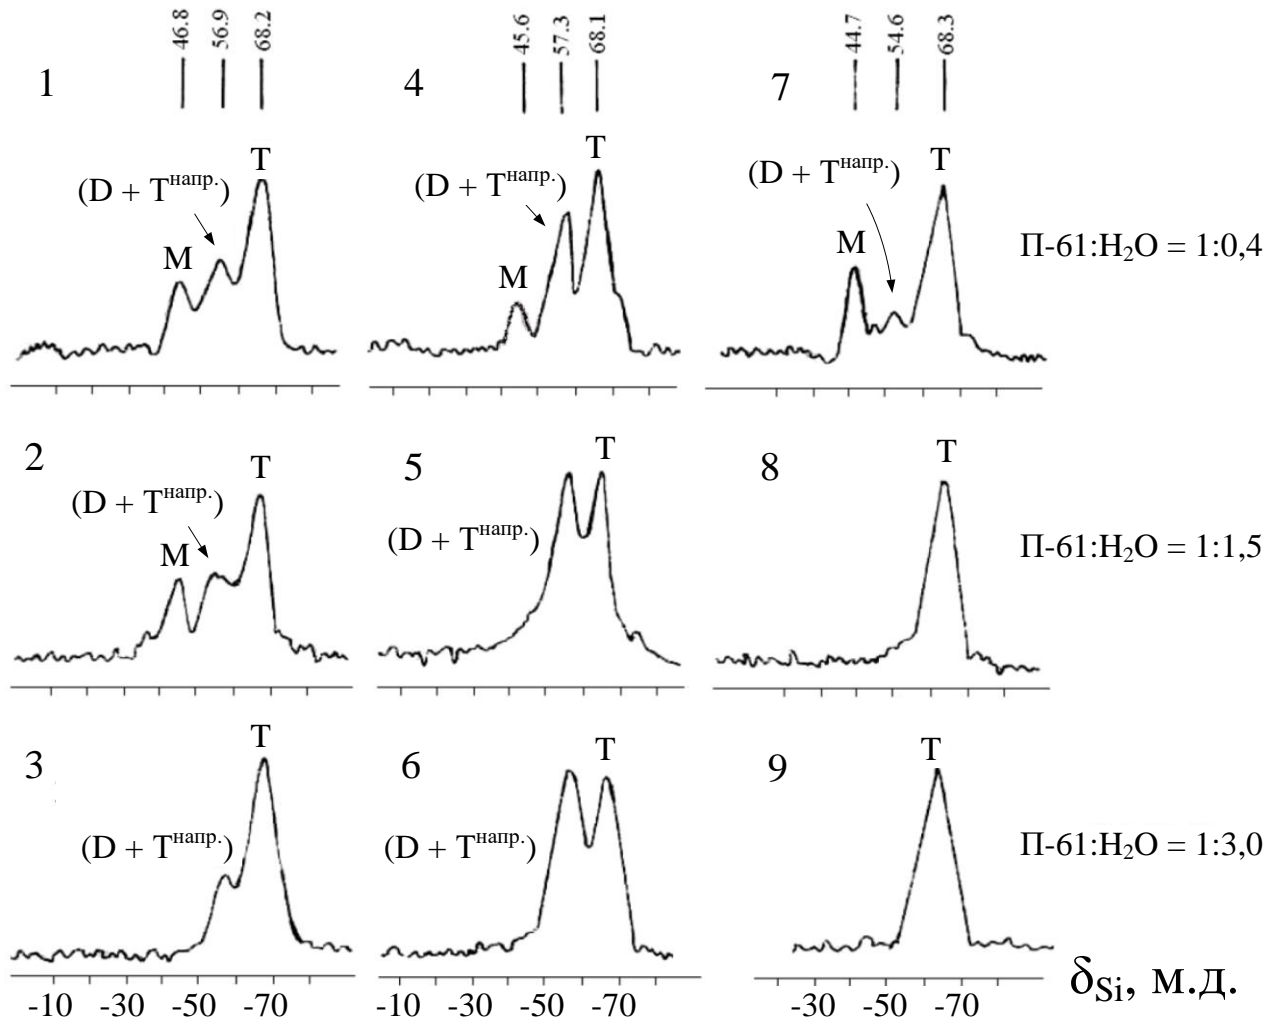 46.8 56.9 68.2 45.6 57.3 68.1 44.7 54.6 68.3
1 4 7
T T T
(D + Tнапр.) (D + Tнапр.) (D + Tнапр.)
M M M
П-61:H₂O = 1:0,4
2 5 8
T T T
(D + Tнапр.) (D + Tнапр.)
M
П-61:H₂O = 1:1,5
3 6 9
T T T
(D + Tнапр.) (D + Tнапр.)
П-61:H₂O = 1:3,0
-10 -30 -50 -70 -10 -30 -50 -70 -30 -50 -70
δSi, м.д.